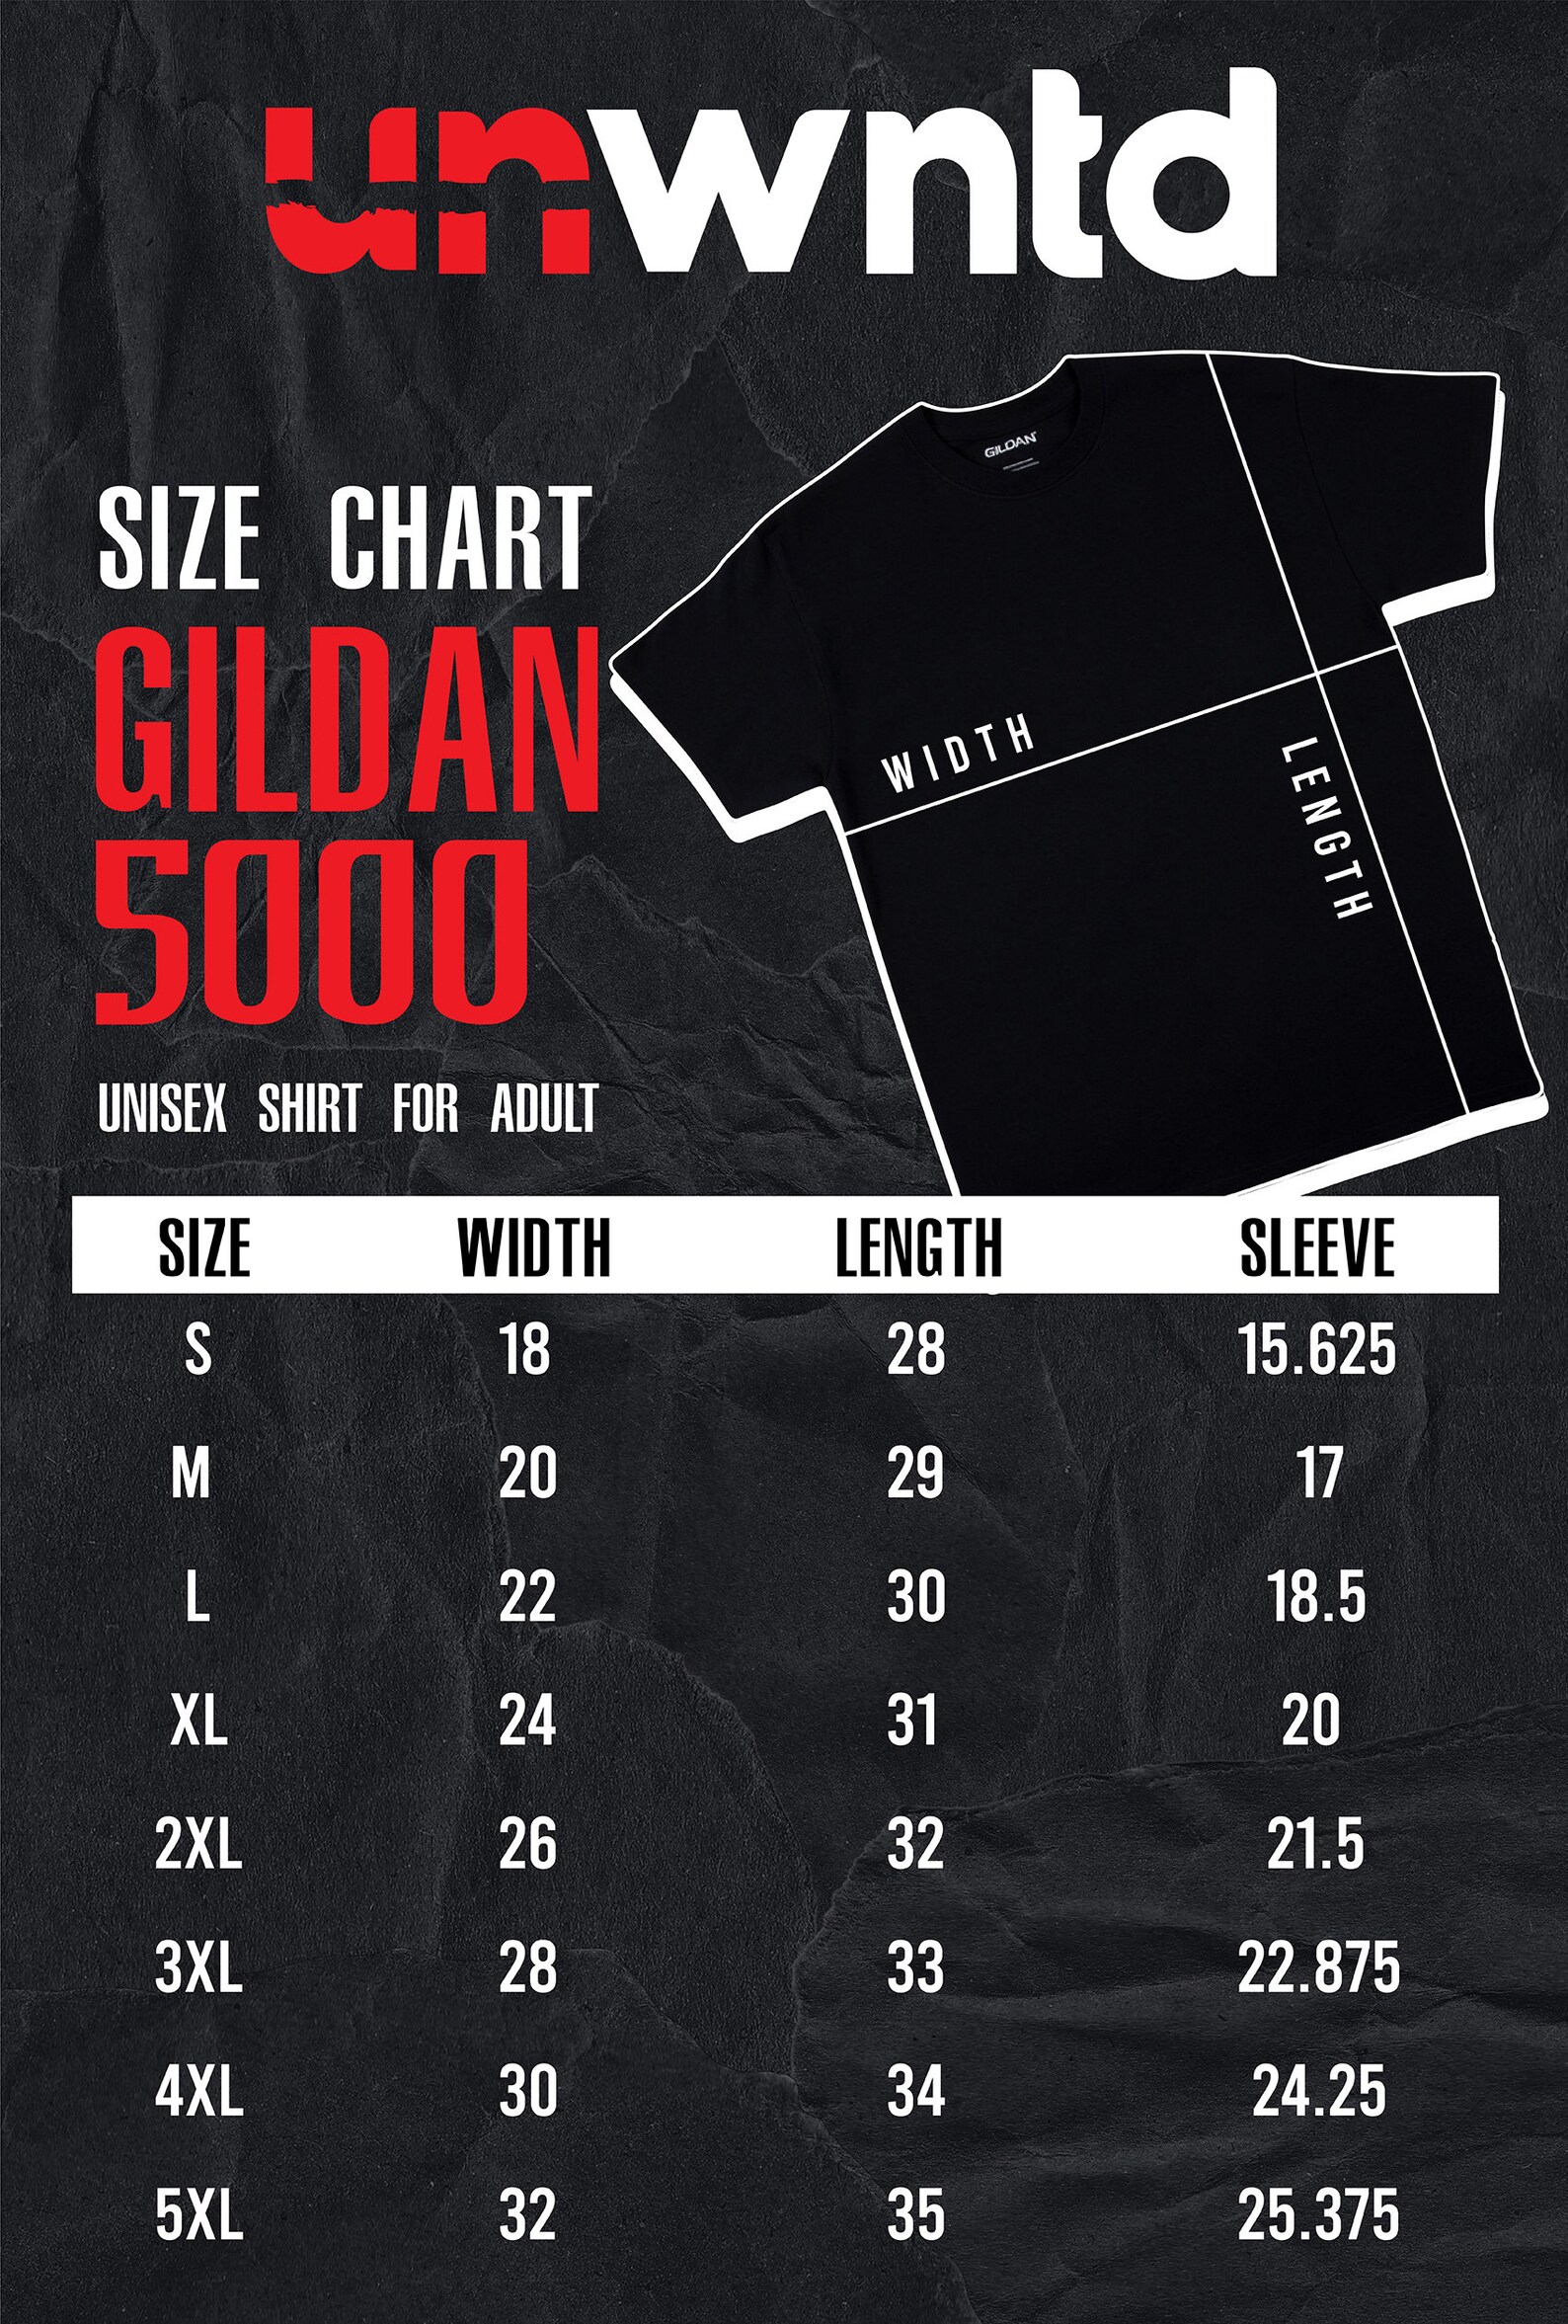 unwntd
GILDAN
SIZE CHART
GILDAN
5000
UNISEX SHIRT FOR ADULT
WIDTH
LENGTH
SIZE WIDTH LENGTH SLEEVE
S 18 28 15.625
M 20 29 17
L 22 30 18.5
XL 24 31 20
2XL 26 32 21.5
3XL 28 33 22.875
4XL 30 34 24.25
5XL 32 35 25.375